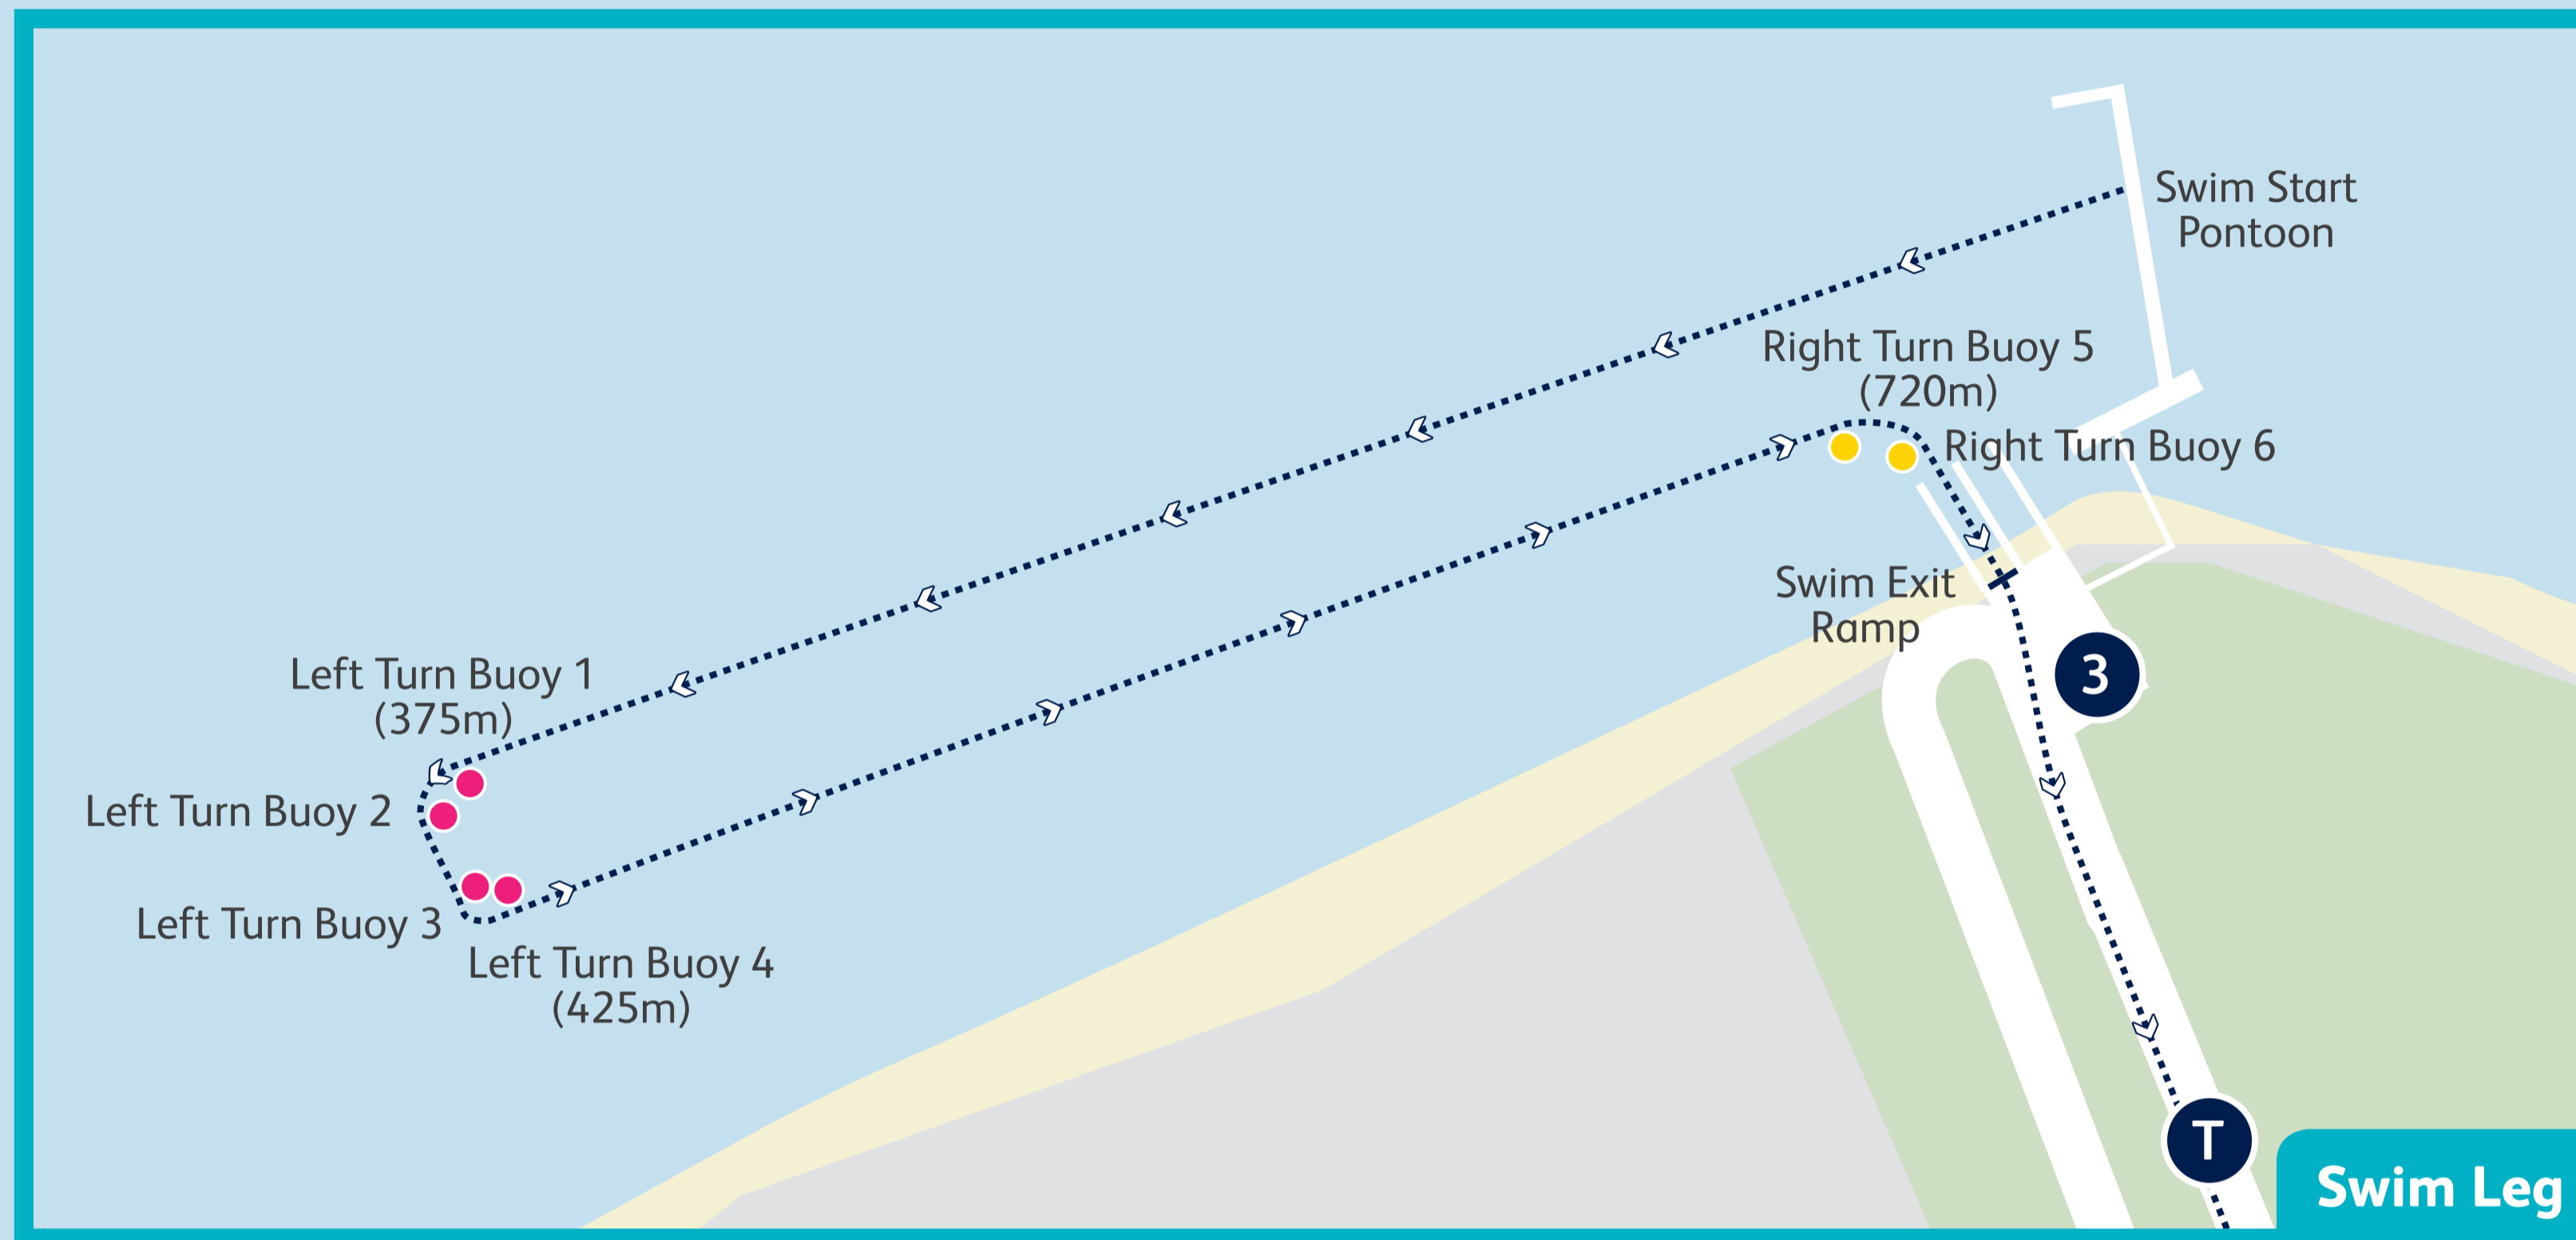 Swim Start
Pontoon
Right Turn Buoy 5
(720m)
Right Turn Buoy 6
Swim Exit
Ramp
3
Left Turn Buoy 1
(375m)
Left Turn Buoy 2
Left Turn Buoy 3
Left Turn Buoy 4
(425m)
T
Swim Leg